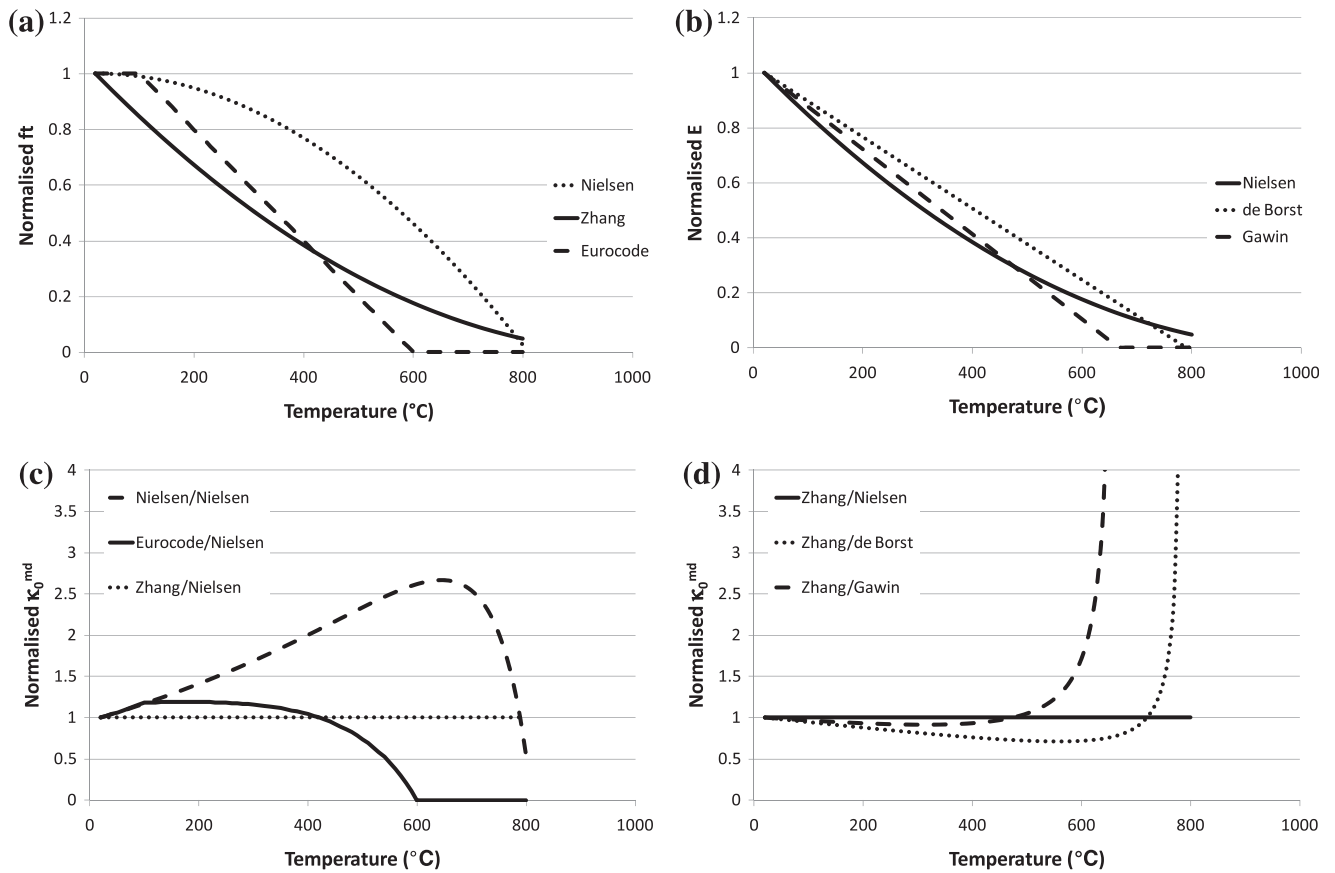 (a)
1.2
1
0.8
0.6
0.4
0.2
0
0 200 400 600 800 1000
Normalised ft
Temperature (°C)
Nielsen
Zhang
Eurocode
(b)
1.2
1
0.8
0.6
0.4
0.2
0
0 200 400 600 800 1000
Normalised E
Temperature (°C)
Nielsen
de Borst
Gawin
(c)
4
3.5
3
2.5
2
1.5
1
0.5
0
0 200 400 600 800 1000
Normalised κ₀ᵐᵈ
Temperature (°C)
Nielsen/Nielsen
Eurocode/Nielsen
Zhang/Nielsen
(d)
4
3.5
3
2.5
2
1.5
1
0.5
0
0 200 400 600 800 1000
Normalised κ₀ᵐᵈ
Temperature (°C)
Zhang/Nielsen
Zhang/de Borst
Zhang/Gawin